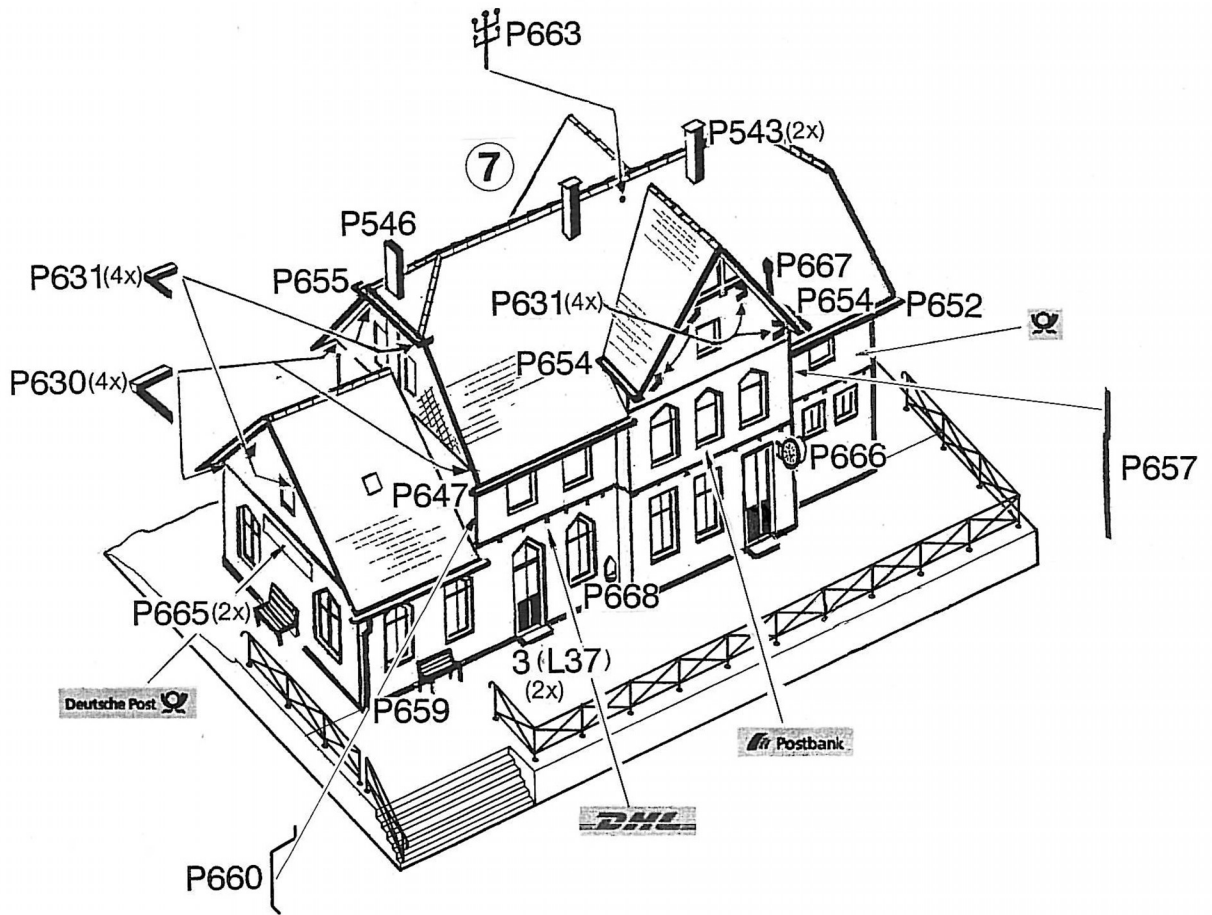 P663
P543(2x)
7
P546
P631(4x)
P655
P667
P631(4x)
P654
P652
P654
P630(4x)
P647
P666
P657
P665(2x)
P668
3 (L37)
(2x)
Deutsche Post
P659
Postbank
DHL
P660